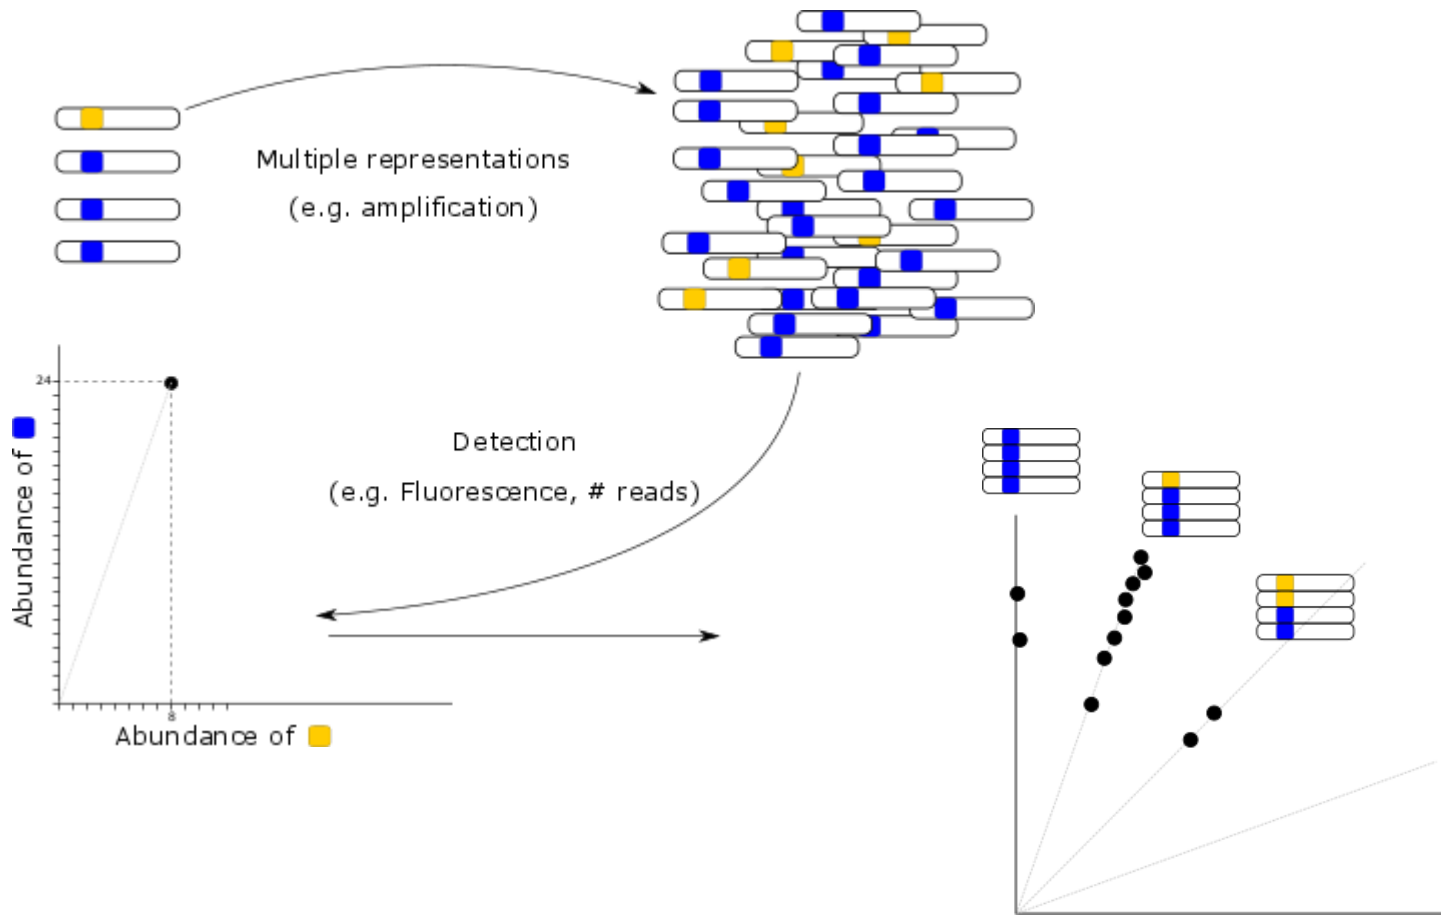 Multiple representations
(e.g. amplification)
24
Abundance of
Detection
(e.g. Fluorescence, # reads)
8
Abundance of